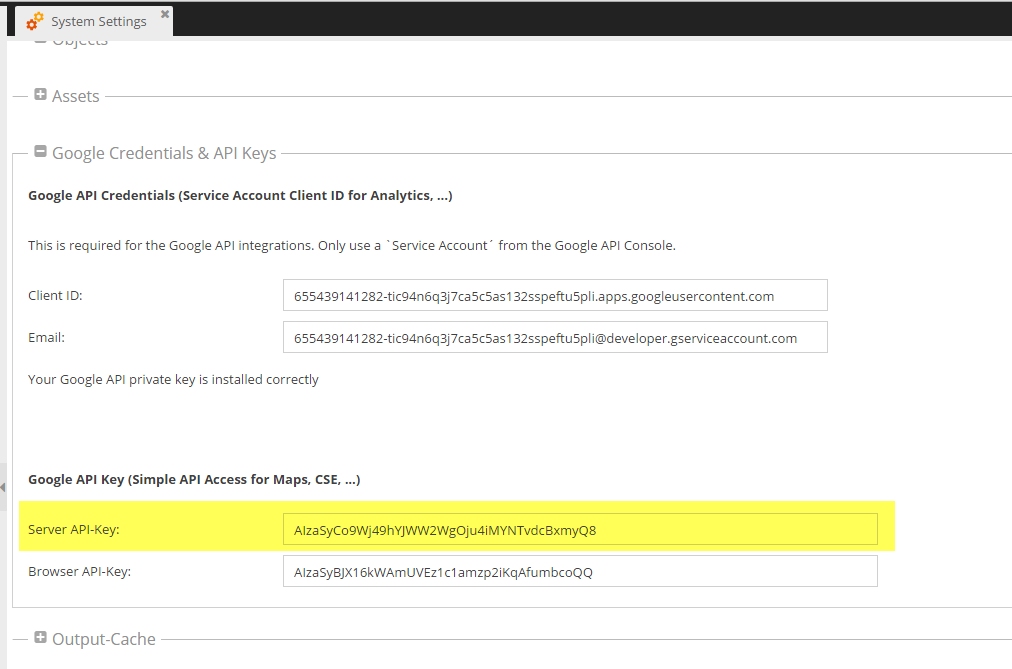 System Settings
Objects
Assets
Google Credentials & API Keys
Google API Credentials (Service Account Client ID for Analytics, ...)
This is required for the Google API integrations. Only use a `Service Account´ from the Google API Console.
Client ID: 655439141282-tic94n6q3j7ca5c5as132sspeftu5pli.apps.googleusercontent.com
Email: 655439141282-tic94n6q3j7ca5c5as132sspeftu5pli@developer.gserviceaccount.com
Your Google API private key is installed correctly
Google API Key (Simple API Access for Maps, CSE, ...)
Server API-Key: AIzaSyCo9Wj49hYJWW2WgOju4iMYNTvdcBxmyQ8
Browser API-Key: AIzaSyBJX16kWAmUVEz1c1amzp2iKqAfumbcoQQ
Output-Cache